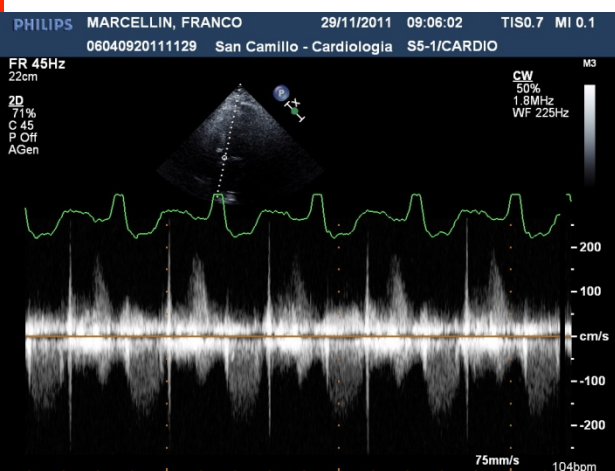 PHILIPS MARCELLIN, FRANCO 29/11/2011 09:06:02 TIS0.7 MI 0.1
06040920111129 San Camillo - Cardiologia S5-1/CARDIO
FR 45Hz
22cm
2D
71%
C 45
P Off
AGen
P
CW
50%
1.8MHz
WF 225Hz
M3
200
100
cm/s
-100
-200
75mm/s
104bpm